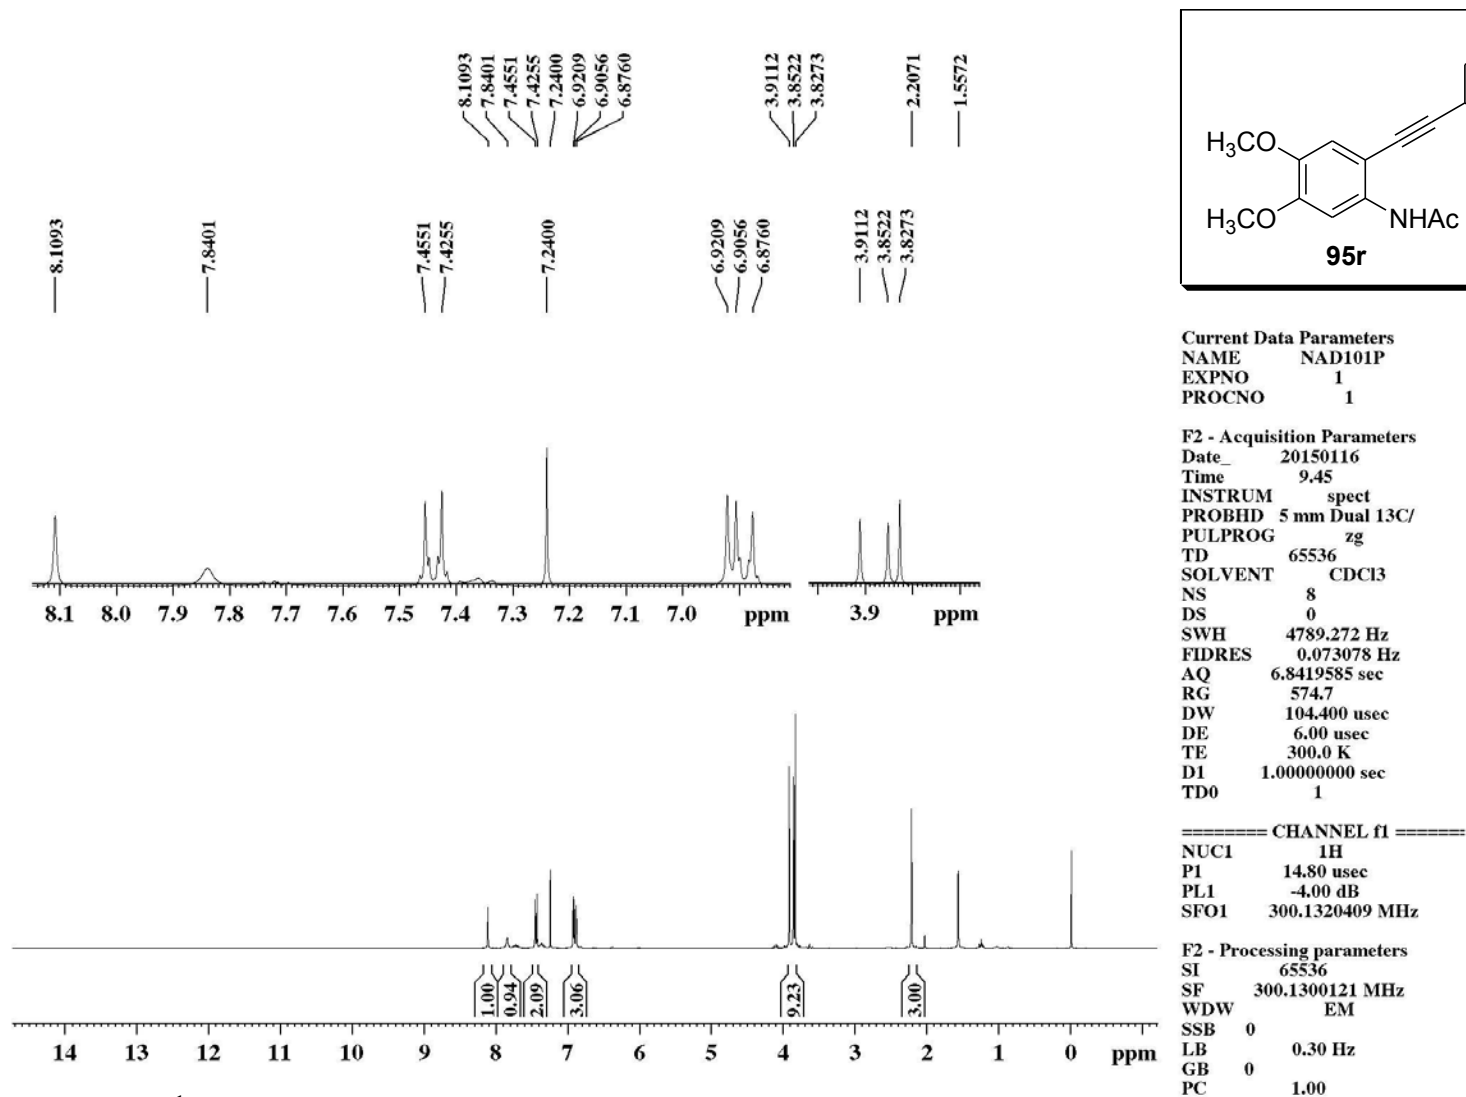 8.1093
7.8401
7.4551
7.4255
7.2400
6.9209
6.9056
6.8760
3.9112
3.8522
3.8273
2.2071
1.5572
8.1093
7.8401
7.4551
7.4255
7.2400
6.9209
6.9056
6.8760
3.9112
3.8522
3.8273
H3CO
H3CO
NHAc
95r
8.1 8.0 7.9 7.8 7.7 7.6 7.5 7.4 7.3 7.2 7.1 7.0 ppm
3.9 ppm
1.00
0.94
2.09
3.06
9.23
3.00
14 13 12 11 10 9 8 7 6 5 4 3 2 1 0 ppm
Current Data Parameters
NAME NAD101P
EXPNO 1
PROCNO 1
F2 - Acquisition Parameters
Date_ 20150116
Time 9.45
INSTRUM spect
PROBHD 5 mm Dual 13C/
PULPROG zg
TD 65536
SOLVENT CDCl3
NS 8
DS 0
SWH 4789.272 Hz
FIDRES 0.073078 Hz
AQ 6.8419585 sec
RG 574.7
DW 104.400 usec
DE 6.00 usec
TE 300.0 K
D1 1.00000000 sec
TD0 1
======== CHANNEL f1 =======
NUC1 1H
P1 14.80 usec
PL1 -4.00 dB
SFO1 300.1320409 MHz
F2 - Processing parameters
SI 65536
SF 300.1300121 MHz
WDW EM
SSB 0
LB 0.30 Hz
GB 0
PC 1.00